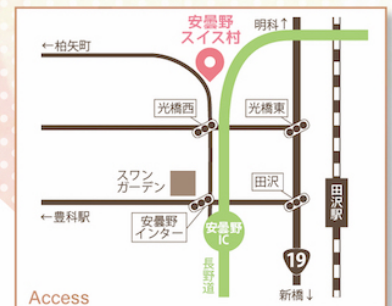 安曇野
スイス村
明科↑
←柏矢町
光橋西
光橋東
スワン
ガーデン
田沢
田沢駅
←豊科駅
安曇野
インター
安曇野
IC
長野道
19
新橋↓
Access